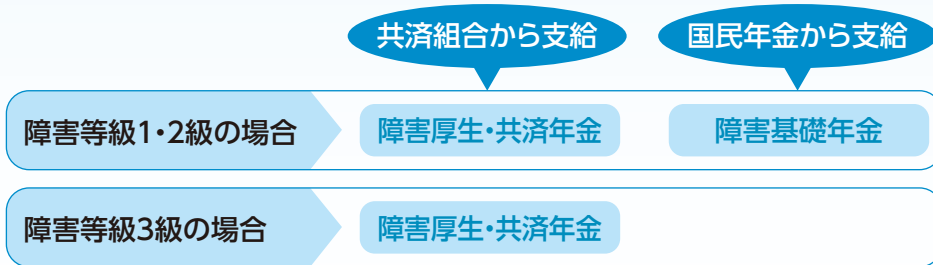 共済組合から支給
国民年金から支給
障害等級1・2級の場合
障害厚生・共済年金
障害基礎年金
障害等級3級の場合
障害厚生・共済年金